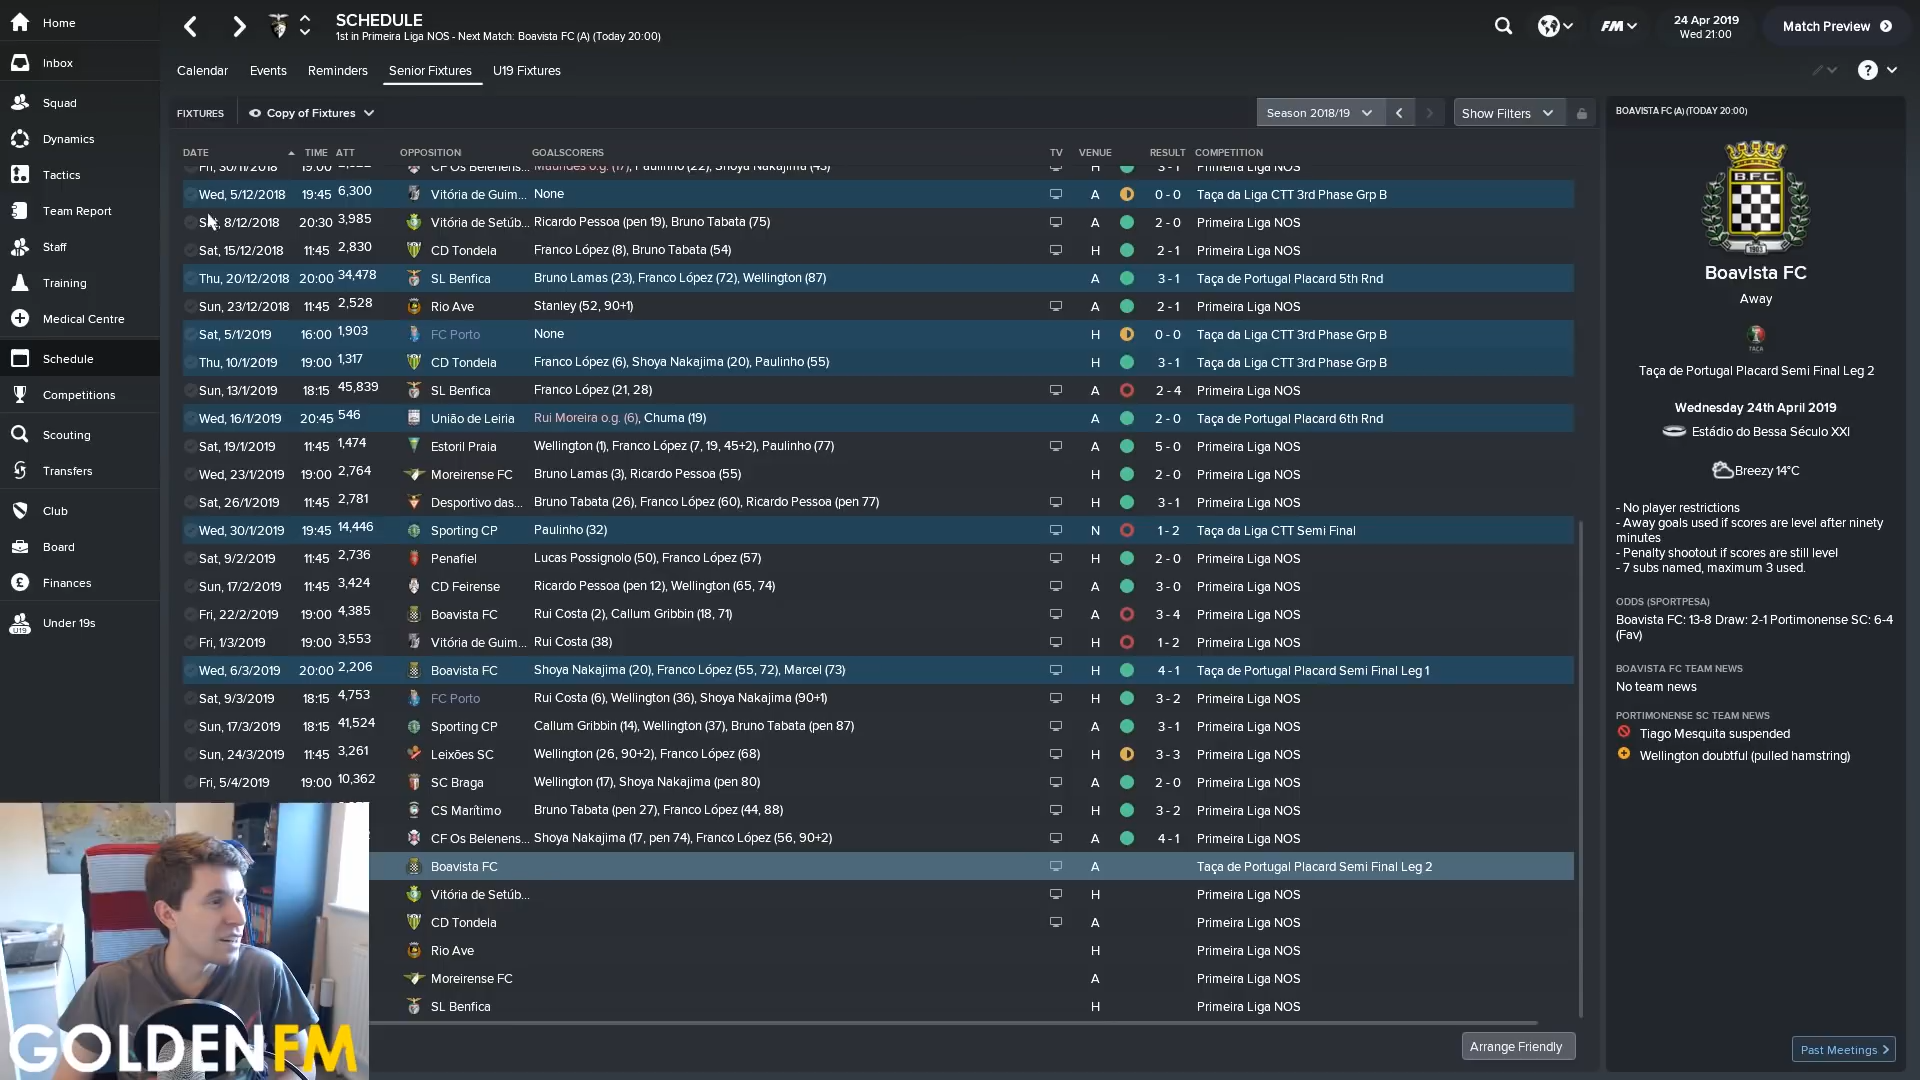 Home
Inbox
Squad
Dynamics
Tactics
Team Report
Staff
Training
Medical Centre
Schedule
Competitions
Scouting
Transfers
Club
Board
Finances
Under 19s
SCHEDULE
1st in Primeira Liga NOS - Next Match: Boavista FC (A) (Today 20:00)
FM
24 Apr 2019
Wed 21:00
Match Preview
Calendar Events Reminders Senior Fixtures U19 Fixtures
FIXTURES Copy of Fixtures Season 2018/19 Show Filters
DATE TIME ATT OPPOSITION GOALSCORERS TV VENUE RESULT COMPETITION
Fri, 30/11/2018 19:00 CF Os Belenens... o.g. (17), Paulinho (22), Shoya Nakajima (43) H 3 - 1 Primeira Liga NOS
Wed, 5/12/2018 19:45 6,300 Vitória de Guim... None A 0 - 0 Taça da Liga CTT 3rd Phase Grp B
8/12/2018 20:30 3,985 Vitória de Setúb... Ricardo Pessoa (pen 19), Bruno Tabata (75) A 2 - 0 Primeira Liga NOS
Sat, 15/12/2018 11:45 2,830 CD Tondela Franco López (8), Bruno Tabata (54) H 2 - 1 Primeira Liga NOS
Thu, 20/12/2018 20:00 34,478 SL Benfica Bruno Lamas (23), Franco López (72), Wellington (87) A 3 - 1 Taça de Portugal Placard 5th Rnd
Sun, 23/12/2018 11:45 2,528 Rio Ave Stanley (52, 90+1) A 2 - 1 Primeira Liga NOS
Sat, 5/1/2019 16:00 1,903 FC Porto None H 0 - 0 Taça da Liga CTT 3rd Phase Grp B
Thu, 10/1/2019 19:00 1,317 CD Tondela Franco López (6), Shoya Nakajima (20), Paulinho (55) H 3 - 1 Taça da Liga CTT 3rd Phase Grp B
Sun, 13/1/2019 18:15 45,839 SL Benfica Franco López (21, 28) A 2 - 4 Primeira Liga NOS
Wed, 16/1/2019 20:45 546 União de Leiria Rui Moreira o.g. (6), Chuma (19) A 2 - 0 Taça de Portugal Placard 6th Rnd
Sat, 19/1/2019 11:45 1,474 Estoril Praia Wellington (1), Franco López (7, 19, 45+2), Paulinho (77) A 5 - 0 Primeira Liga NOS
Wed, 23/1/2019 19:00 2,764 Moreirense FC Bruno Lamas (3), Ricardo Pessoa (55) H 2 - 0 Primeira Liga NOS
Sat, 26/1/2019 11:45 2,781 Desportivo das... Bruno Tabata (26), Franco López (60), Ricardo Pessoa (pen 77) H 3 - 1 Primeira Liga NOS
Wed, 30/1/2019 19:45 14,446 Sporting CP Paulinho (32) N 1 - 2 Taça da Liga CTT Semi Final
Sat, 9/2/2019 11:45 2,736 Penafiel Lucas Possignolo (50), Franco López (57) H 2 - 0 Primeira Liga NOS
Sun, 17/2/2019 11:45 3,424 CD Feirense Ricardo Pessoa (pen 12), Wellington (65, 74) A 3 - 0 Primeira Liga NOS
Fri, 22/2/2019 19:00 4,385 Boavista FC Rui Costa (2), Callum Gribbin (18, 71) A 3 - 4 Primeira Liga NOS
Fri, 1/3/2019 19:00 3,553 Vitória de Guim... Rui Costa (38) H 1 - 2 Primeira Liga NOS
Wed, 6/3/2019 20:00 2,206 Boavista FC Shoya Nakajima (20), Franco López (55, 72), Marcel (73) H 4 - 1 Taça de Portugal Placard Semi Final Leg 1
Sat, 9/3/2019 18:15 4,753 FC Porto Rui Costa (6), Wellington (36), Shoya Nakajima (90+1) H 3 - 2 Primeira Liga NOS
Sun, 17/3/2019 18:15 41,524 Sporting CP Callum Gribbin (14), Wellington (37), Bruno Tabata (pen 87) A 3 - 1 Primeira Liga NOS
Sun, 24/3/2019 11:45 3,261 Leixões SC Wellington (26, 90+2), Franco López (68) H 3 - 3 Primeira Liga NOS
Fri, 5/4/2019 19:00 10,362 SC Braga Wellington (17), Shoya Nakajima (pen 80) A 2 - 0 Primeira Liga NOS
CS Marítimo Bruno Tabata (pen 27), Franco López (44, 88) H 3 - 2 Primeira Liga NOS
CF Os Belenens... Shoya Nakajima (17, pen 74), Franco López (56, 90+2) A 4 - 1 Primeira Liga NOS
Boavista FC A Taça de Portugal Placard Semi Final Leg 2
Vitória de Setúb... H Primeira Liga NOS
CD Tondela A Primeira Liga NOS
Rio Ave H Primeira Liga NOS
Moreirense FC A Primeira Liga NOS
SL Benfica H Primeira Liga NOS
Arrange Friendly
GOLDENFM
BOAVISTA FC (A) (TODAY 20:00)
B.F.C.
1903
Boavista FC
Away
Taça de Portugal Placard Semi Final Leg 2
Wednesday 24th April 2019
Estádio do Bessa Século XXI
Breezy 14°C
- No player restrictions
- Away goals used if scores are level after ninety
minutes
- Penalty shootout if scores are still level
- 7 subs named, maximum 3 used.
ODDS (SPORTPESA)
Boavista FC: 13-8 Draw: 2-1 Portimonense SC: 6-4
(Fav)
BOAVISTA FC TEAM NEWS
No team news
PORTIMONENSE SC TEAM NEWS
Tiago Mesquita suspended
Wellington doubtful (pulled hamstring)
Past Meetings